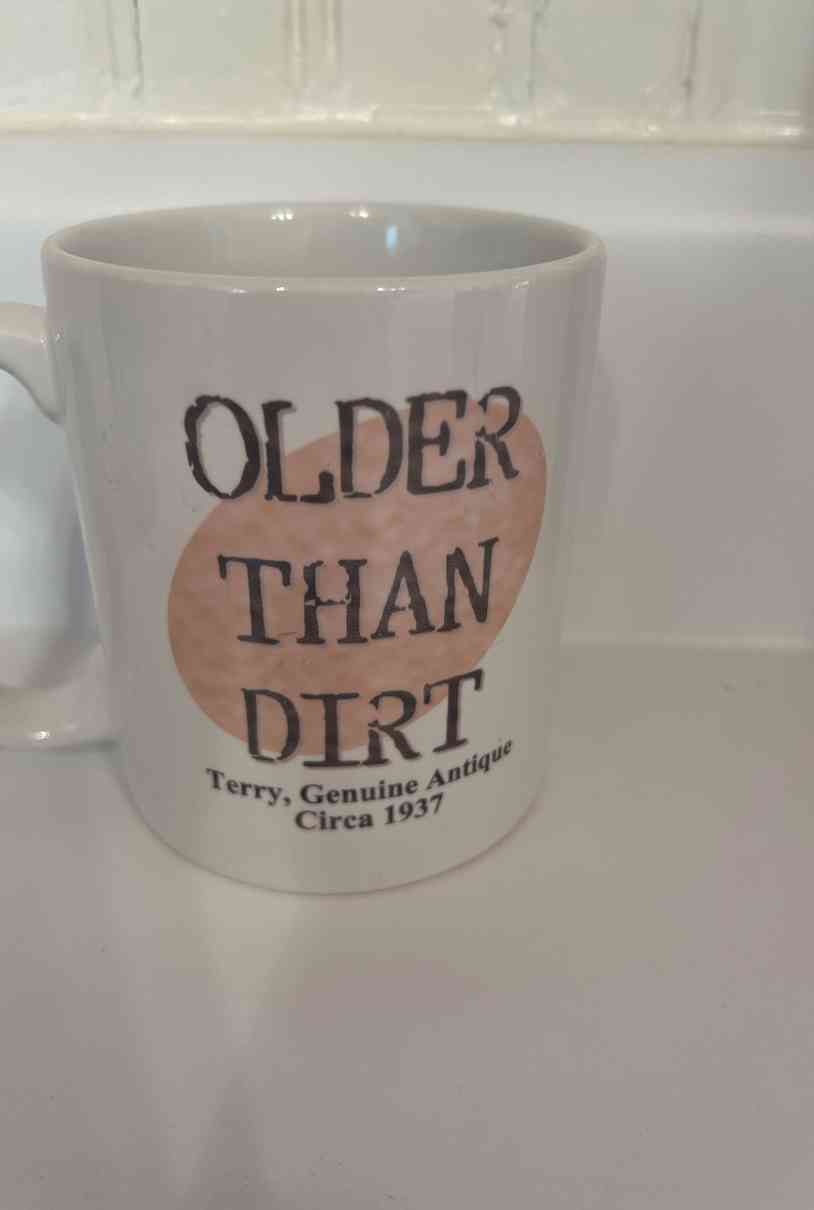 OLDER
THAN
DIRT
Terry, Genuine Antique
Circa 1937